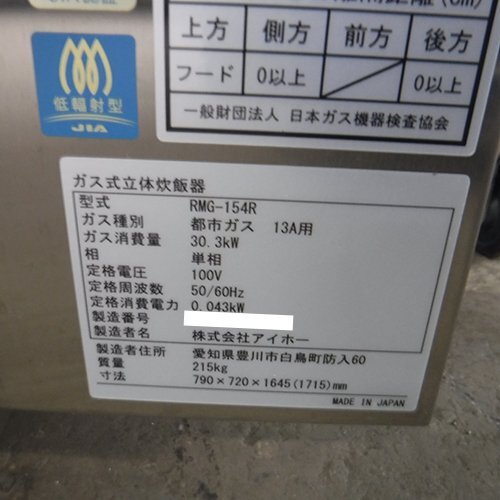 上方 側方 前方 後方
フード 0以上 0以上
一般財団法人 日本ガス機器検査協会
低輻射型
JIA
ガス式立体炊飯器
型式 RMG-154R
ガス種別 都市ガス 13A用
ガス消費量 30.3kW
相 単相
定格電圧 100V
定格周波数 50/60Hz
定格消費電力 0.043kW
製造番号
製造者名 株式会社アイホー
製造者住所 愛知県豊川市白鳥町防入60
質量 215kg
寸法 790×720×1645(1715)mm
MADE IN JAPAN